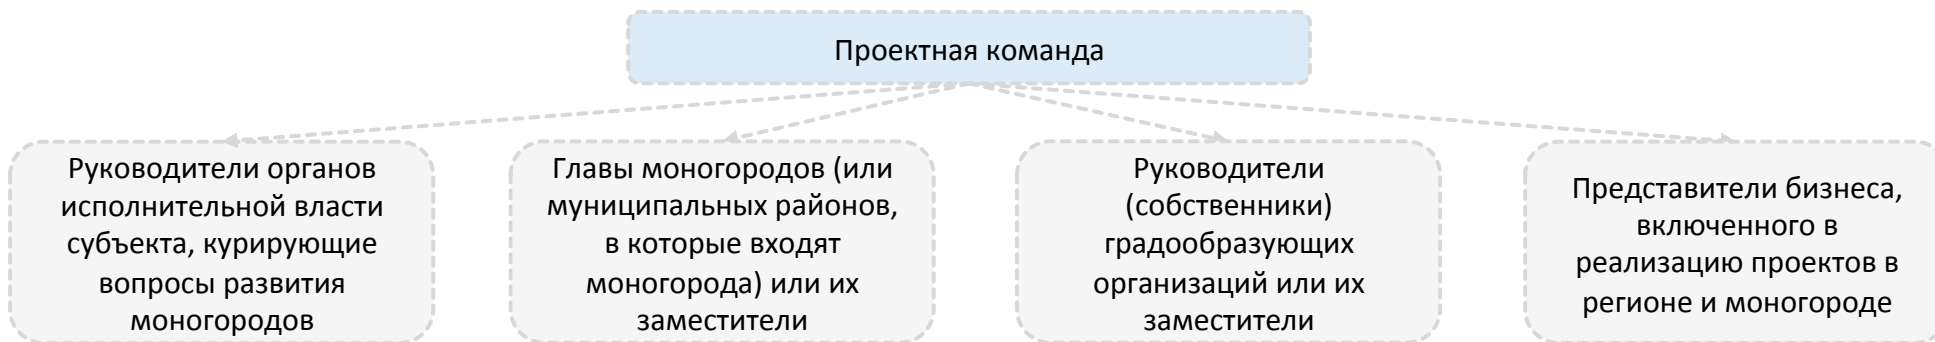 Проектная команда
Руководители органов
исполнительной власти
субъекта, курирующие
вопросы развития
моногородов
Главы моногородов (или
муниципальных районов,
в которые входят
моногорода) или их
заместители
Руководители
(собственники)
градообразующих
организаций или их
заместители
Представители бизнеса,
включенного в
реализацию проектов в
регионе и моногороде